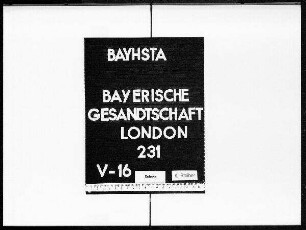 BAYHSTA
BAYERISCHE
GESANDTSCHAFT
LONDON
231
V-16